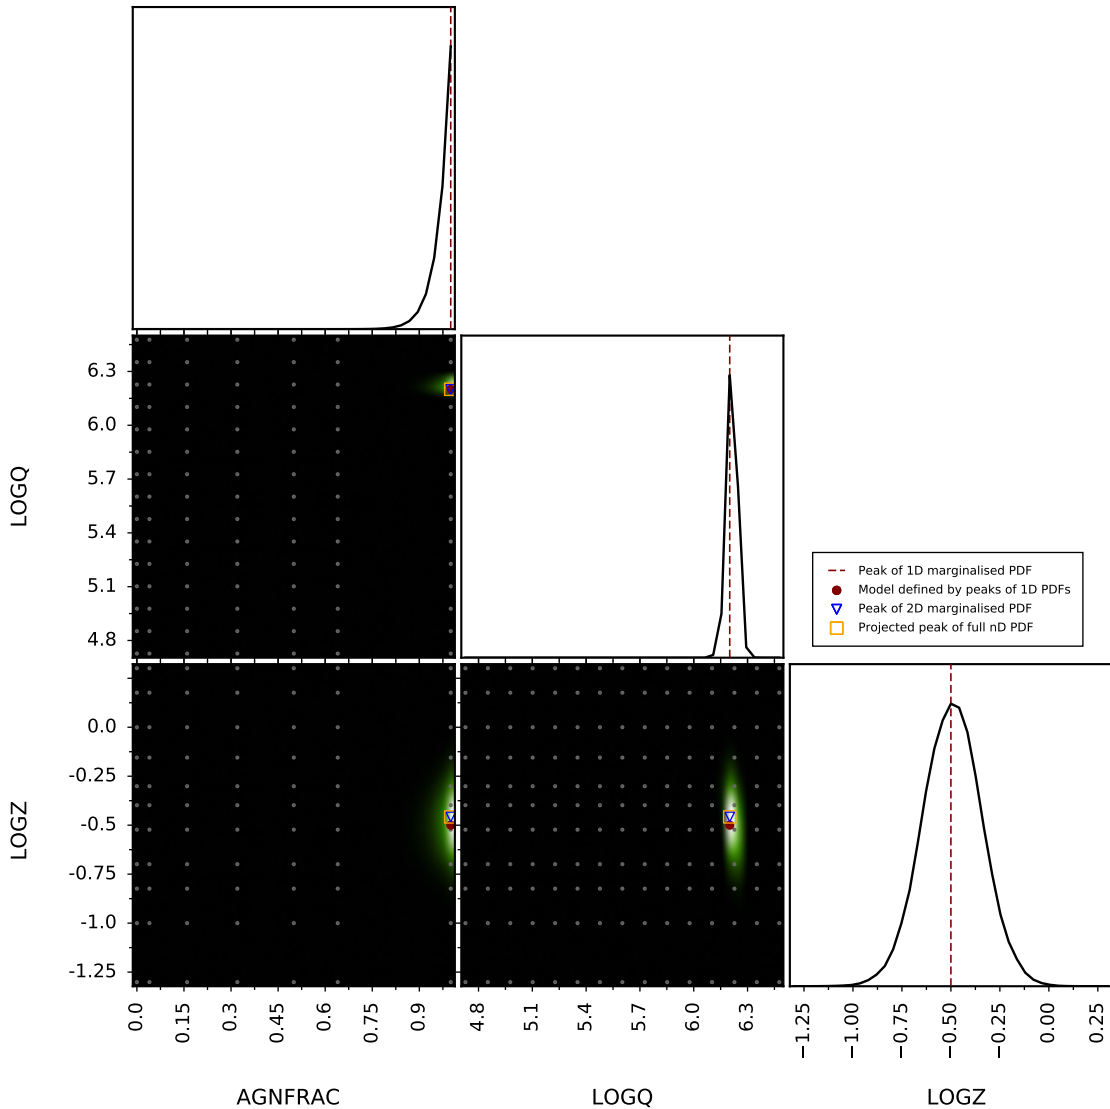 6.3
6.0
5.7
5.4
5.1
4.8
LOGQ
Peak of 1D marginalised PDF
Model defined by peaks of 1D PDFs
Peak of 2D marginalised PDF
Projected peak of full nD PDF
0.0
-0.25
-0.5
-0.75
-1.0
-1.25
LOGZ
0.0 0.15 0.3 0.45 0.6 0.75 0.9
4.8 5.1 5.4 5.7 6.0 6.3
−1.25 −1.00 −0.75 −0.50 −0.25 0.00 0.25
AGNFRAC LOGQ LOGZ